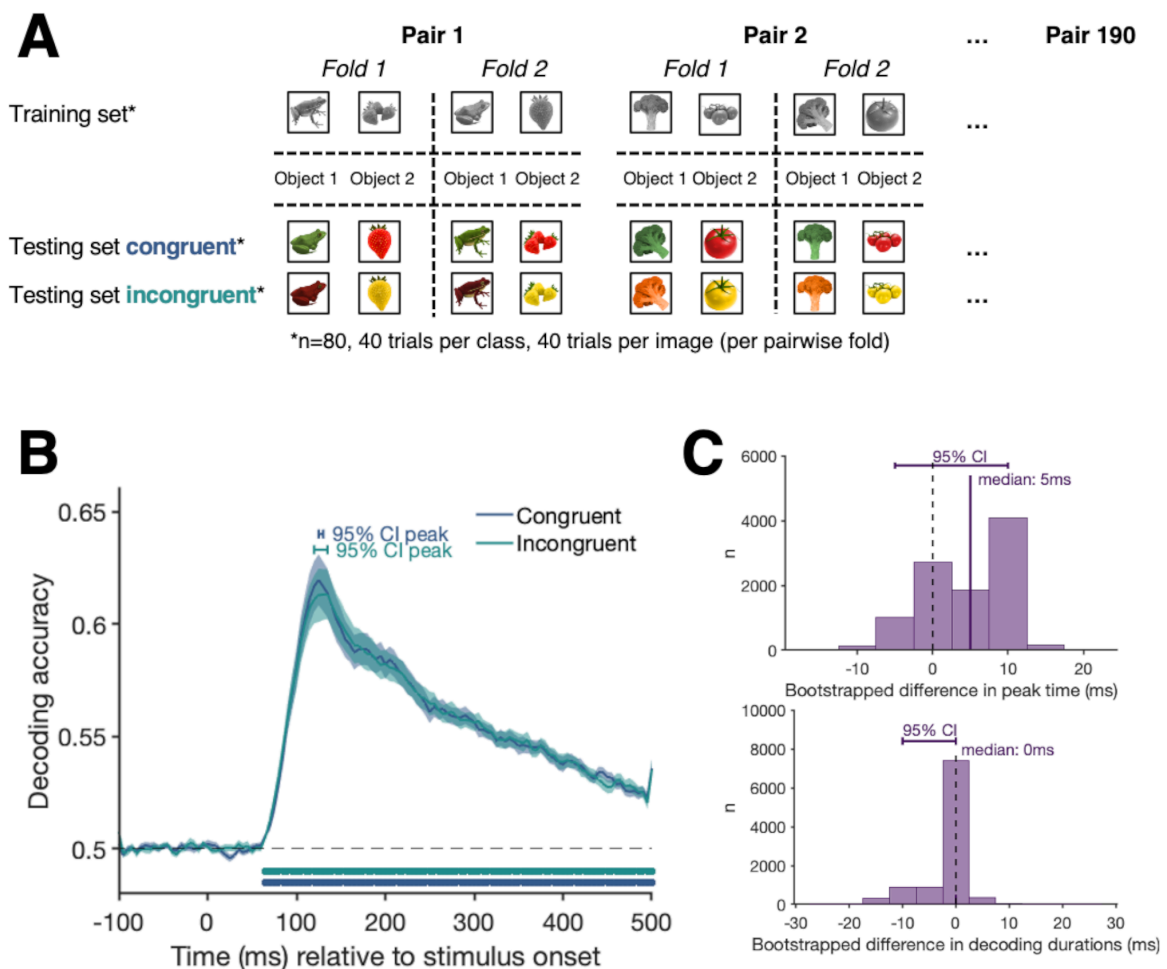 A
Pair 1 Pair 2 ... Pair 190
Fold 1 Fold 2 Fold 1 Fold 2
Training set* ...
Object 1 Object 2 Object 1 Object 2 Object 1 Object 2 Object 1 Object 2
Testing set congruent* ...
Testing set incongruent* ...
*n=80, 40 trials per class, 40 trials per image (per pairwise fold)
B
0.65
0.6
0.55
0.5
Decoding accuracy
95% CI peak
95% CI peak
Congruent
Incongruent
-100 0 100 200 300 400 500
Time (ms) relative to stimulus onset
C
6000
4000
2000
0
n
95% CI
median: 5ms
-10 0 10 20
Bootstrapped difference in peak time (ms)
10000
8000
6000
4000
2000
0
n
95% CI
median: 0ms
-30 -20 -10 0 10 20 30
Bootstrapped difference in decoding durations (ms)